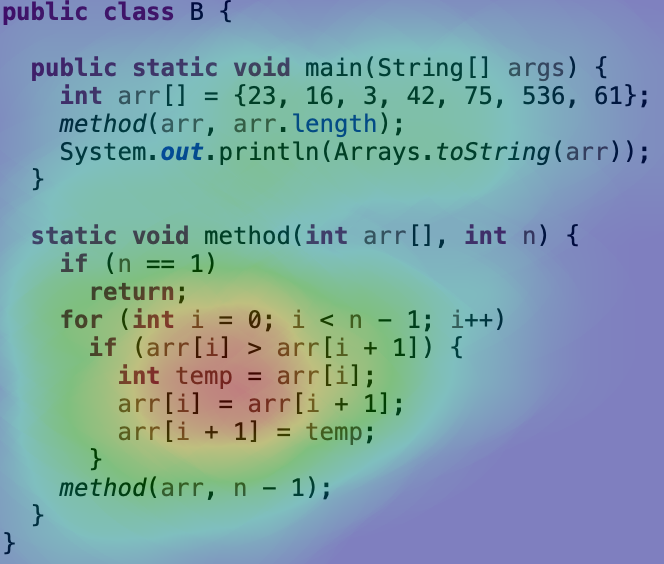 public class B {
public static void main(String[] args) {
int arr[] = {23, 16, 3, 42, 75, 536, 61};
method(arr, arr.length);
System.out.println(Arrays.toString(arr));
}
static void method(int arr[], int n) {
if (n == 1)
return;
for (int i = 0; i < n - 1; i++)
if (arr[i] > arr[i + 1]) {
int temp = arr[i];
arr[i] = arr[i + 1];
arr[i + 1] = temp;
}
method(arr, n - 1);
}
}